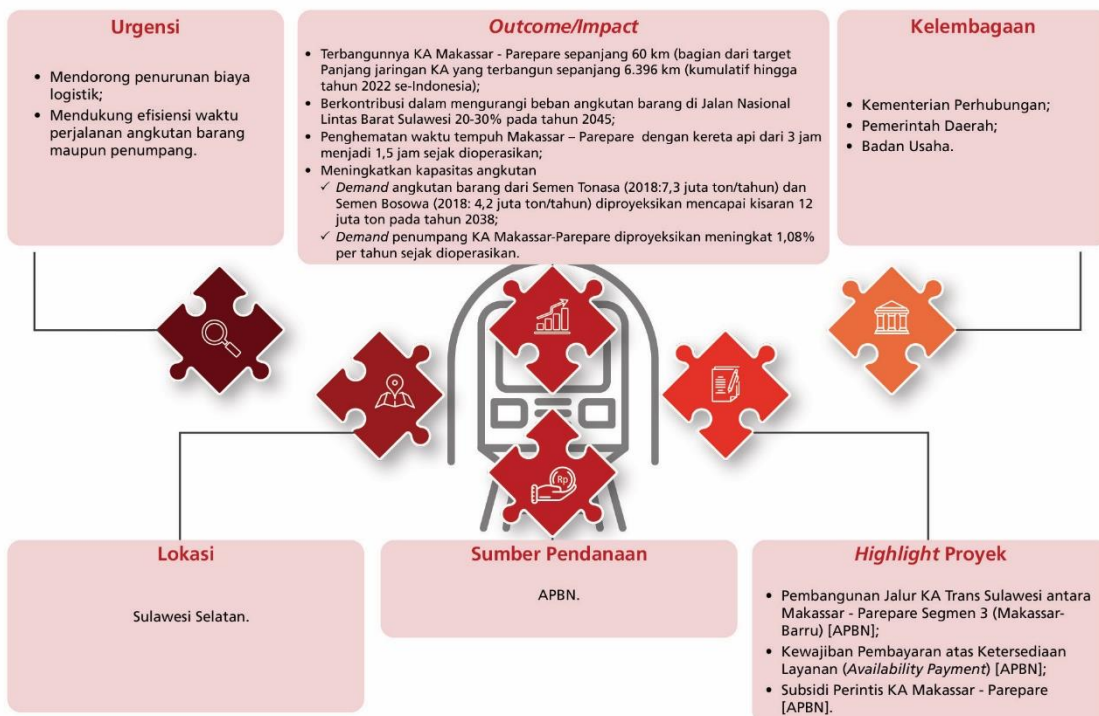 Urgensi
• Mendorong penurunan biaya
logistik;
• Mendukung efisiensi waktu
perjalanan angkutan barang
maupun penumpang.
Outcome/Impact
• Terbangunnya KA Makassar - Parepare sepanjang 60 km (bagian dari target
Panjang jaringan KA yang terbangun sepanjang 6.396 km (kumulatif hingga
tahun 2022 se-Indonesia);
• Berkontribusi dalam mengurangi beban angkutan barang di Jalan Nasional
Lintas Barat Sulawesi 20-30% pada tahun 2045;
• Penghematan waktu tempuh Makassar – Parepare dengan kereta api dari 3 jam
menjadi 1,5 jam sejak dioperasikan;
• Meningkatkan kapasitas angkutan
✓ Demand angkutan barang dari Semen Tonasa (2018:7,3 juta ton/tahun) dan
Semen Bosowa (2018: 4,2 juta ton/tahun) diproyeksikan mencapai kisaran 12
juta ton pada tahun 2038;
✓ Demand penumpang KA Makassar-Parepare diproyeksikan meningkat 1,08%
per tahun sejak dioperasikan.
Kelembagaan
• Kementerian Perhubungan;
• Pemerintah Daerah;
• Badan Usaha.
Rp
Lokasi
Sulawesi Selatan.
Sumber Pendanaan
APBN.
Highlight Proyek
• Pembangunan Jalur KA Trans Sulawesi antara
Makassar - Parepare Segmen 3 (Makassar-
Barru) [APBN];
• Kewajiban Pembayaran atas Ketersediaan
Layanan (Availability Payment) [APBN];
• Subsidi Perintis KA Makassar - Parepare
[APBN].